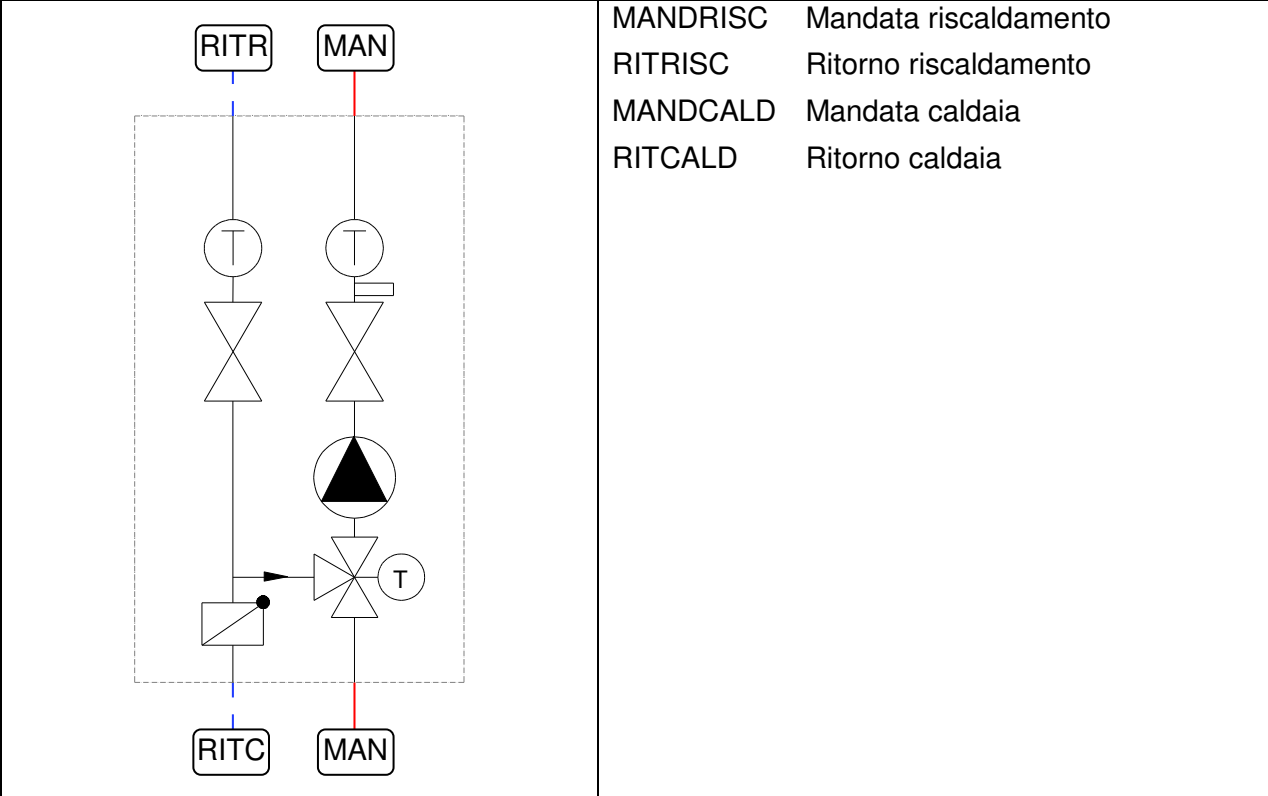 RITR MAN
T T
T
RITC MAN
MANDRISC Mandata riscaldamento
RITRISC Ritorno riscaldamento
MANDCALD Mandata caldaia
RITCALD Ritorno caldaia